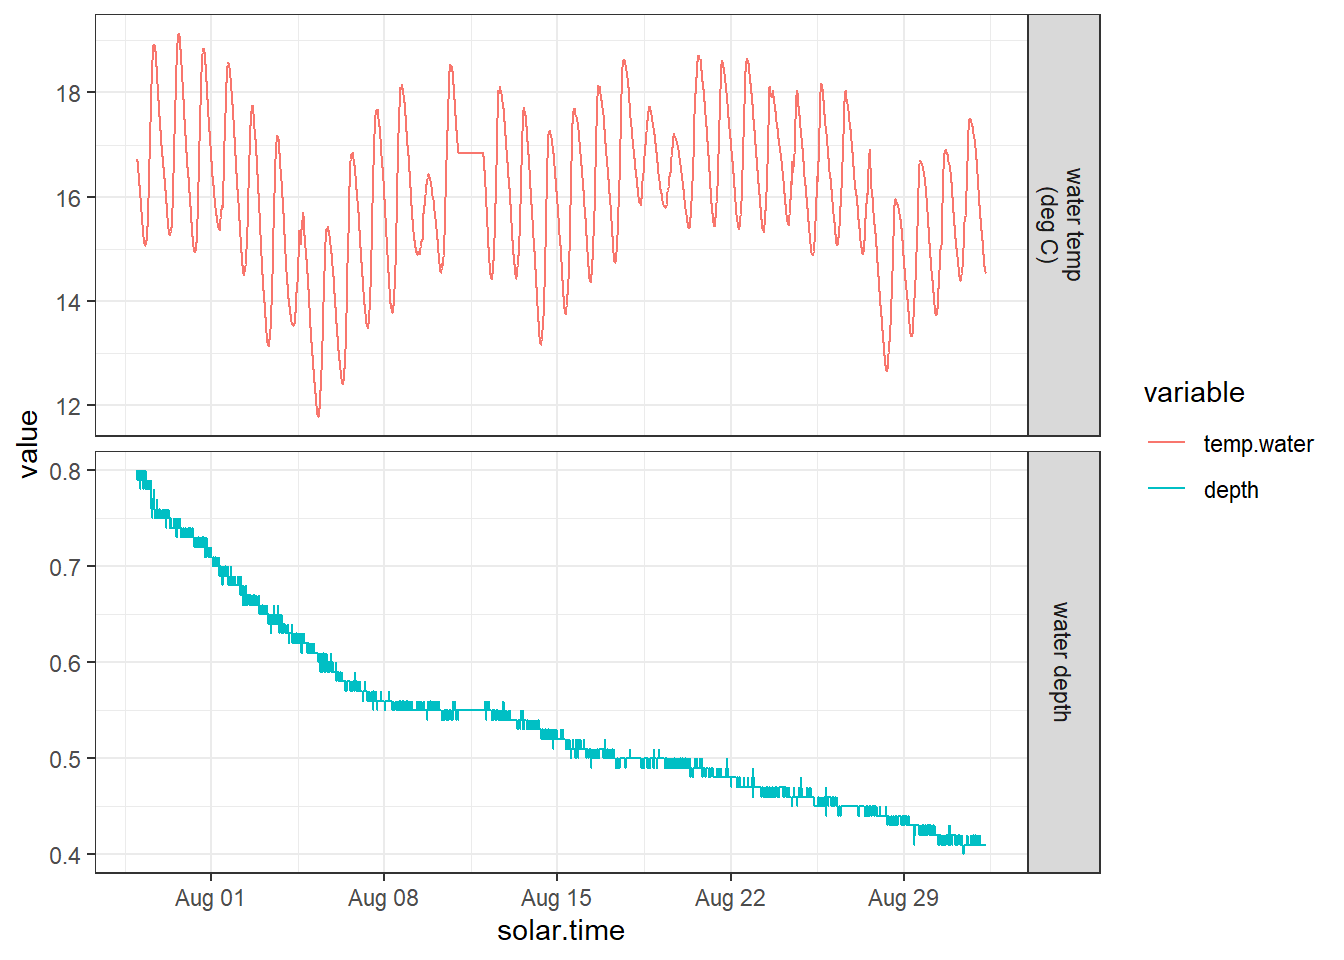 value
18
16
14
12
water temp
(deg C)
0.8
0.7
0.6
0.5
0.4
water depth
Aug 01
Aug 08
Aug 15
Aug 22
Aug 29
solar.time
variable
temp.water
depth